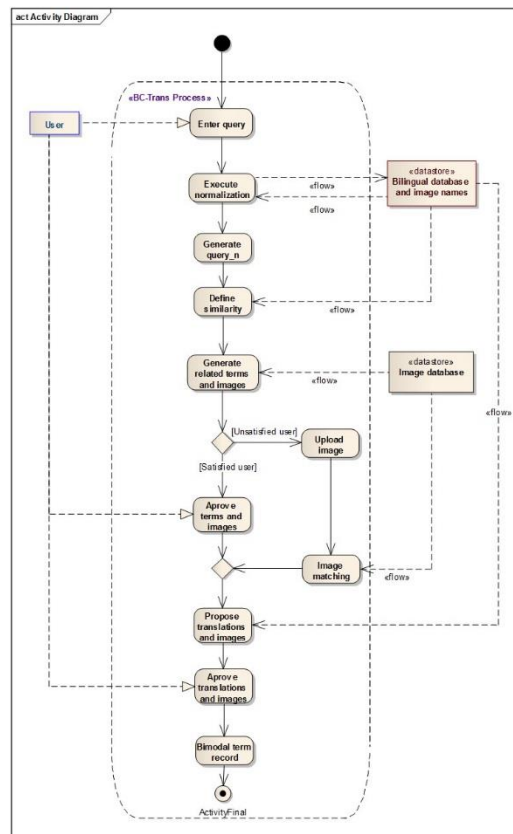 act Activity Diagram
«BC-Trans Process»
User
Enter query
«datastore»
Bilingual database
and image names
Execute
normalization
«flow»
«flow»
Generate
query_n
Define
similarity
«flow»
Generate
related terms
and images
«datastore»
Image database
«flow»
«flow»
[Unsatisfied user]
Upload
image
[Satisfied user]
Aprove
terms and
images
Image
matching
«flow»
Propose
translations
and images
Aprove
translations
and images
Bimodal term
record
ActivityFinal